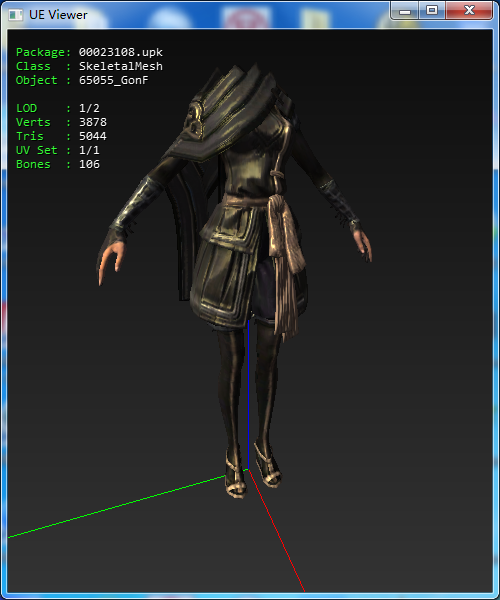 UE Viewer
Package: 00023108.upk
Class  : SkeletalMesh
Object : 65055_GonF
LOD    : 1/2
Verts  : 3878
Tris   : 5044
UV Set : 1/1
Bones  : 106